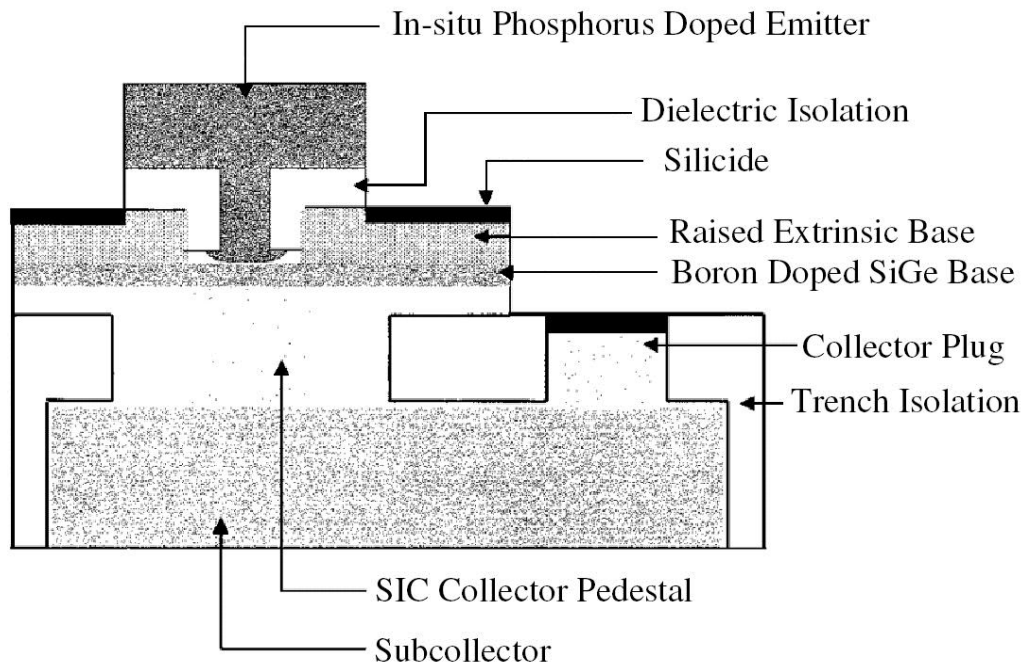 In-situ Phosphorus Doped Emitter
Dielectric Isolation
Silicide
Raised Extrinsic Base
Boron Doped SiGe Base
Collector Plug
Trench Isolation
SIC Collector Pedestal
Subcollector